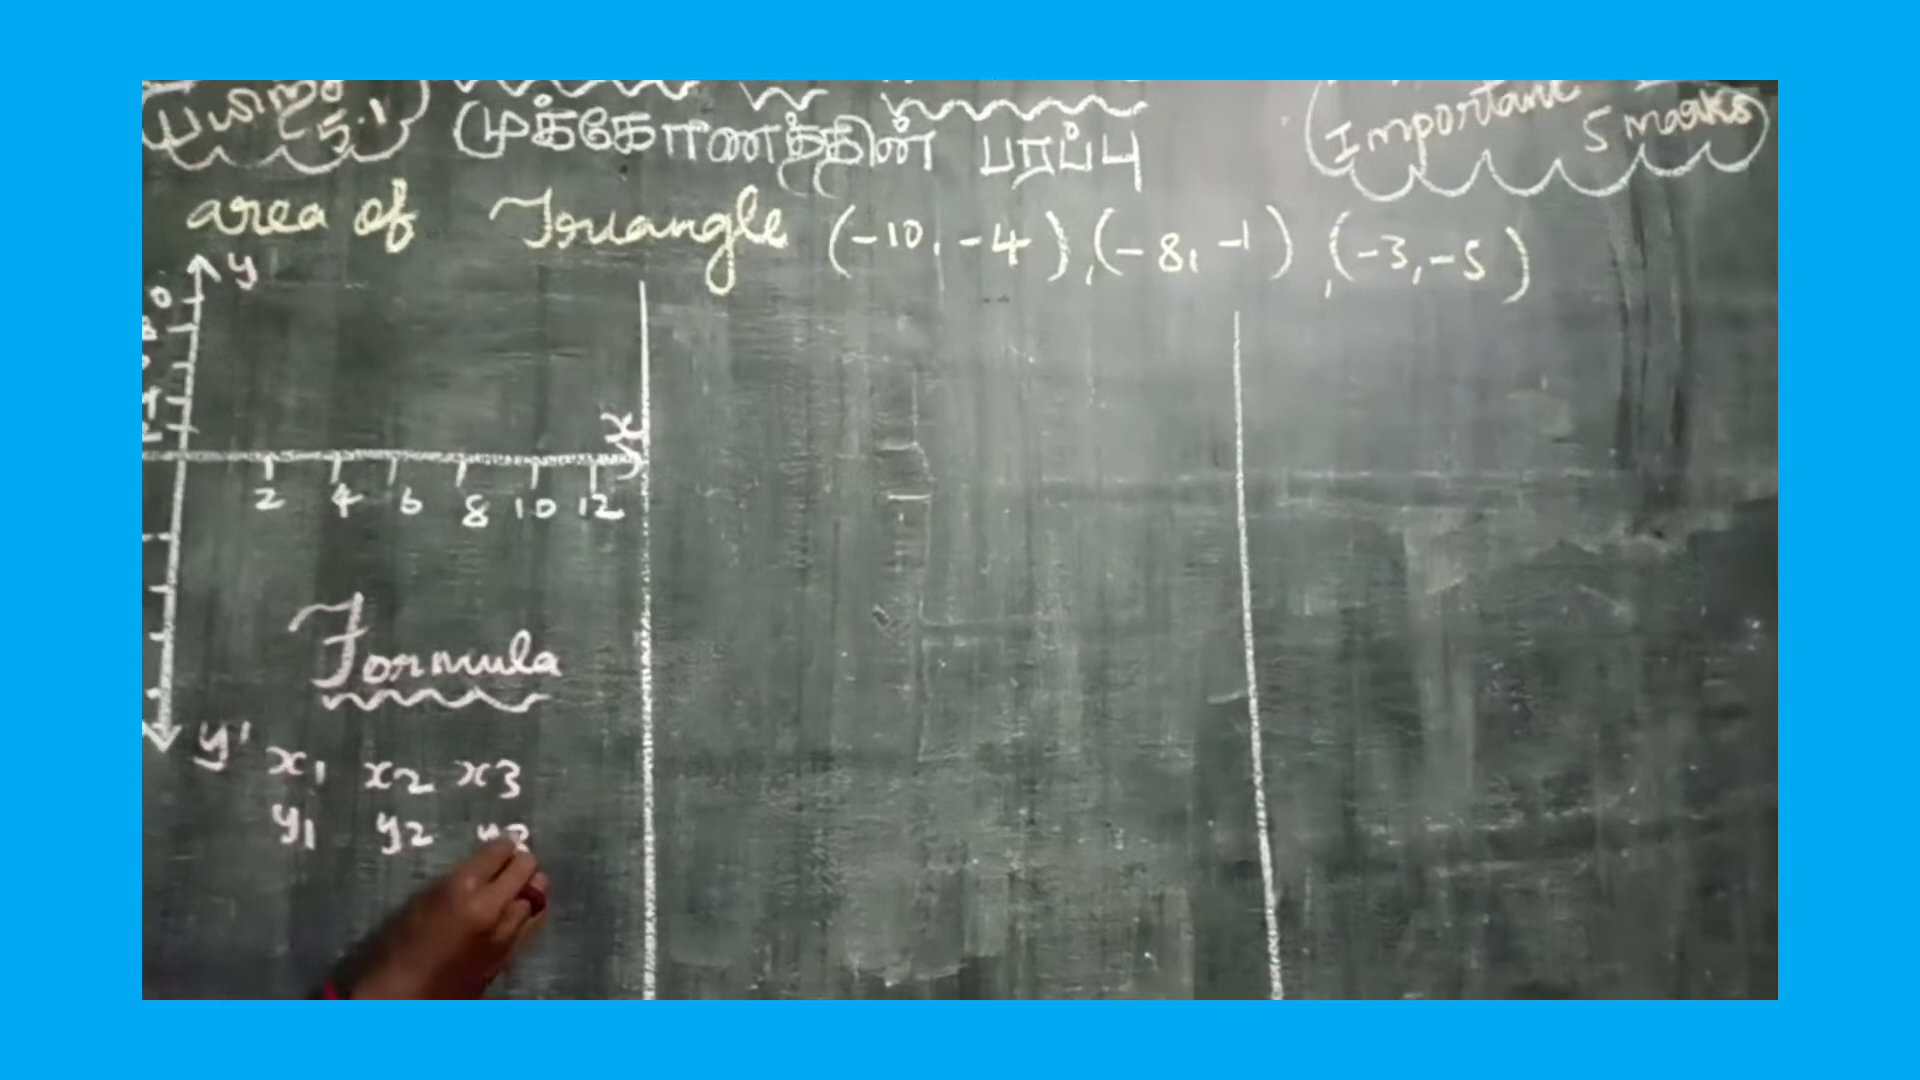 பயிற்சி
5.1
முக்கோணத்தின் பரப்பு
Important
5 marks
area of Triangle (-10, -4), (-8, -1), (-3, -5)
y
x
2 4 6 8 10 12
Formula
y'
x1 x2 x3
y1 y2 y3